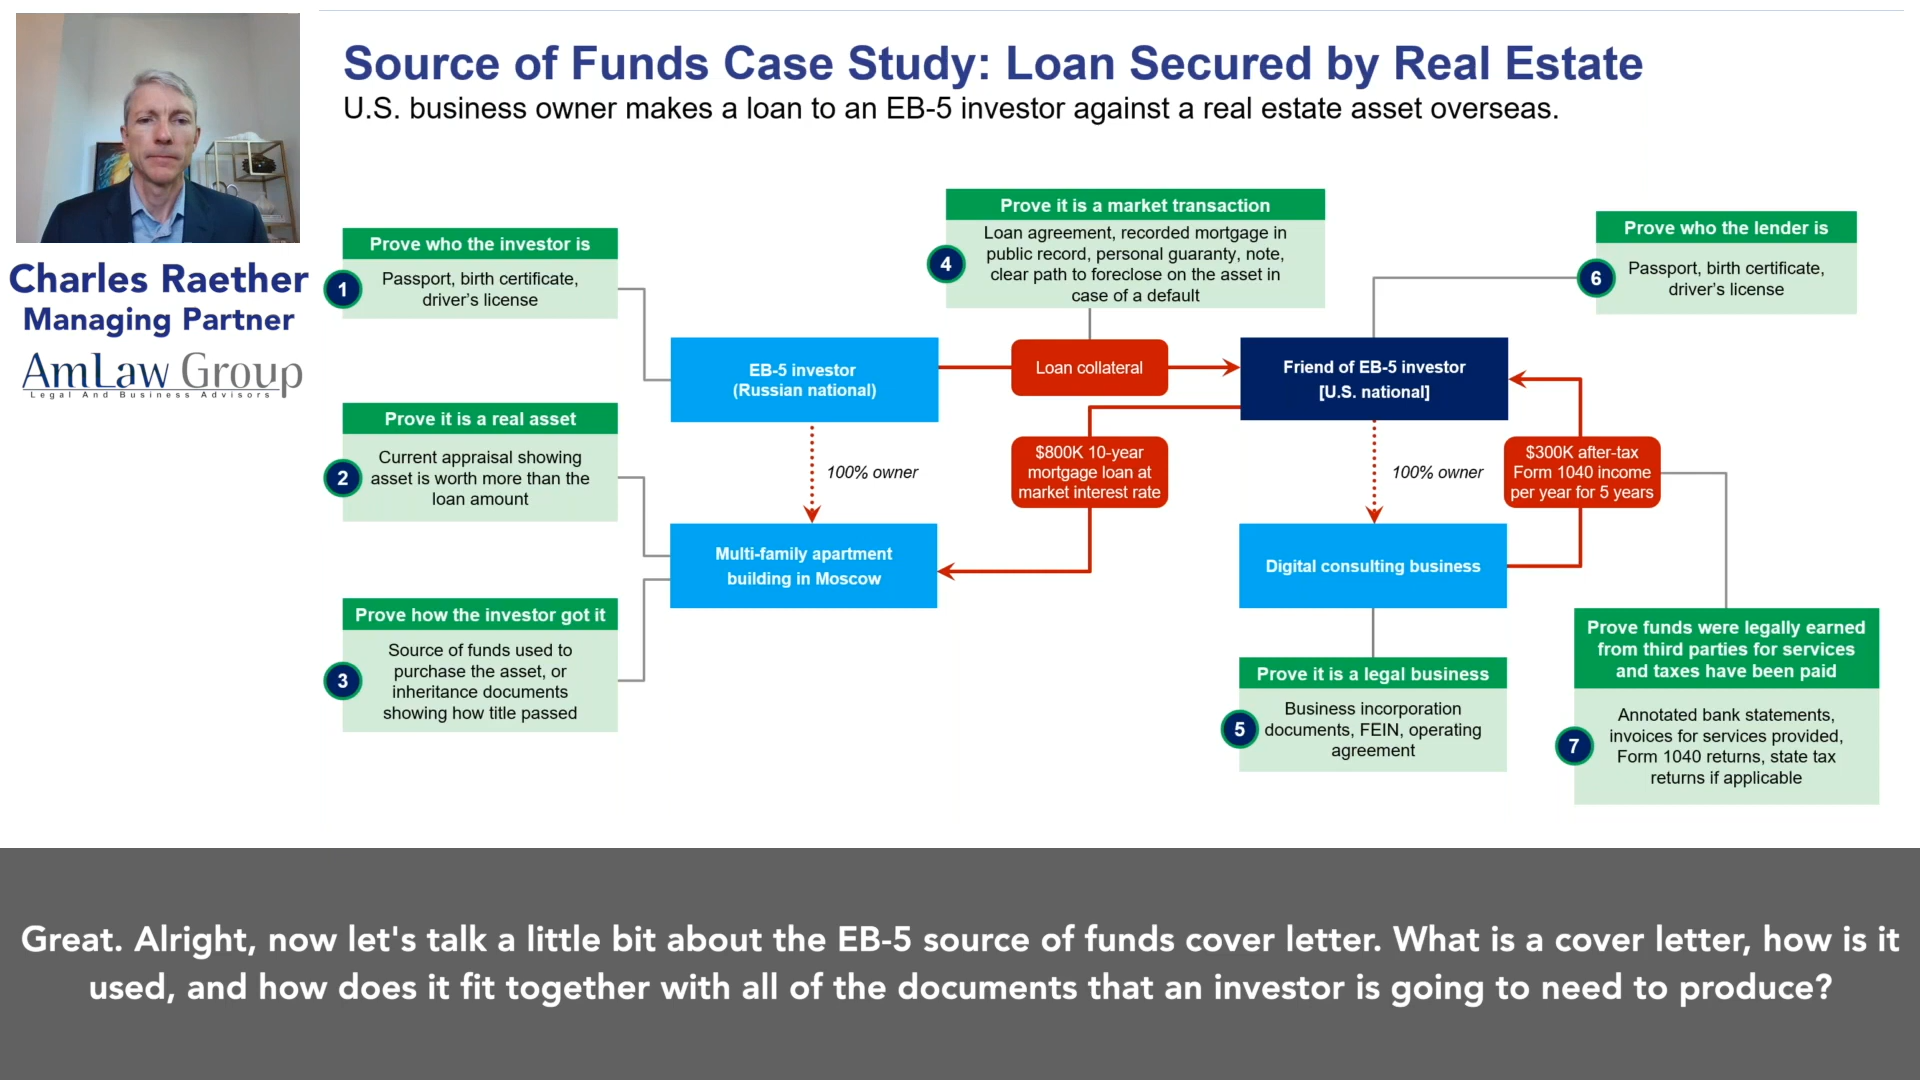 Source of Funds Case Study: Loan Secured by Real Estate
U.S. business owner makes a loan to an EB-5 investor against a real estate asset overseas.
Charles Raether
Managing Partner
AmLaw Group
Legal And Business Advisors
Prove who the investor is
1
Passport, birth certificate,
driver's license
Prove it is a real asset
2
Current appraisal showing
asset is worth more than the
loan amount
Prove how the investor got it
3
Source of funds used to
purchase the asset, or
inheritance documents
showing how title passed
Prove it is a market transaction
4
Loan agreement, recorded mortgage in
public record, personal guaranty, note,
clear path to foreclose on the asset in
case of a default
Prove who the lender is
6
Passport, birth certificate,
driver's license
EB-5 investor
(Russian national)
Loan collateral
Friend of EB-5 investor
[U.S. national]
100% owner
$800K 10-year
mortgage loan at
market interest rate
100% owner
$300K after-tax
Form 1040 income
per year for 5 years
Multi-family apartment
building in Moscow
Digital consulting business
Prove it is a legal business
5
Business incorporation
documents, FEIN, operating
agreement
Prove funds were legally earned
from third parties for services
and taxes have been paid
7
Annotated bank statements,
invoices for services provided,
Form 1040 returns, state tax
returns if applicable
Great. Alright, now let's talk a little bit about the EB-5 source of funds cover letter. What is a cover letter, how is it
used, and how does it fit together with all of the documents that an investor is going to need to produce?